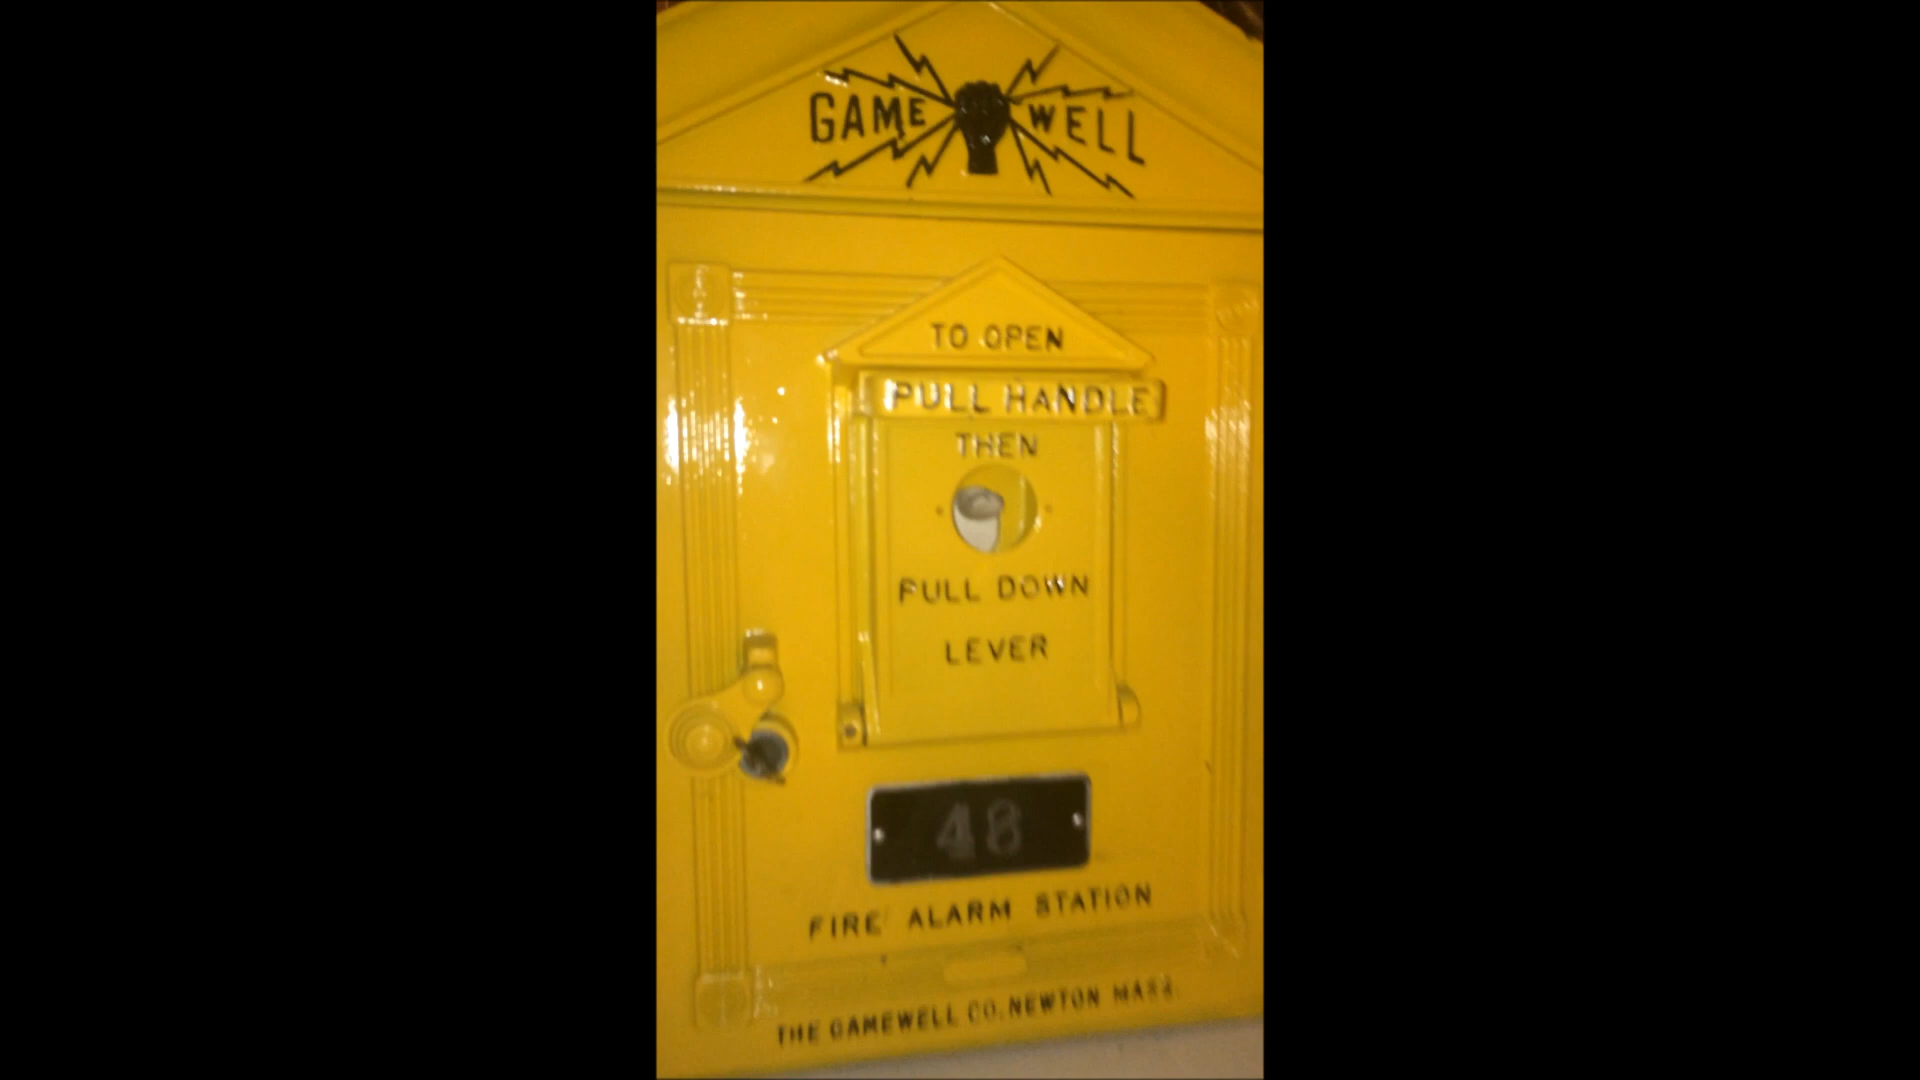 GAMEWELL
TO OPEN
PULL HANDLE
THEN
PULL DOWN
LEVER
48
FIRE ALARM STATION
THE GAMEWELL CO. NEWTON MASS.